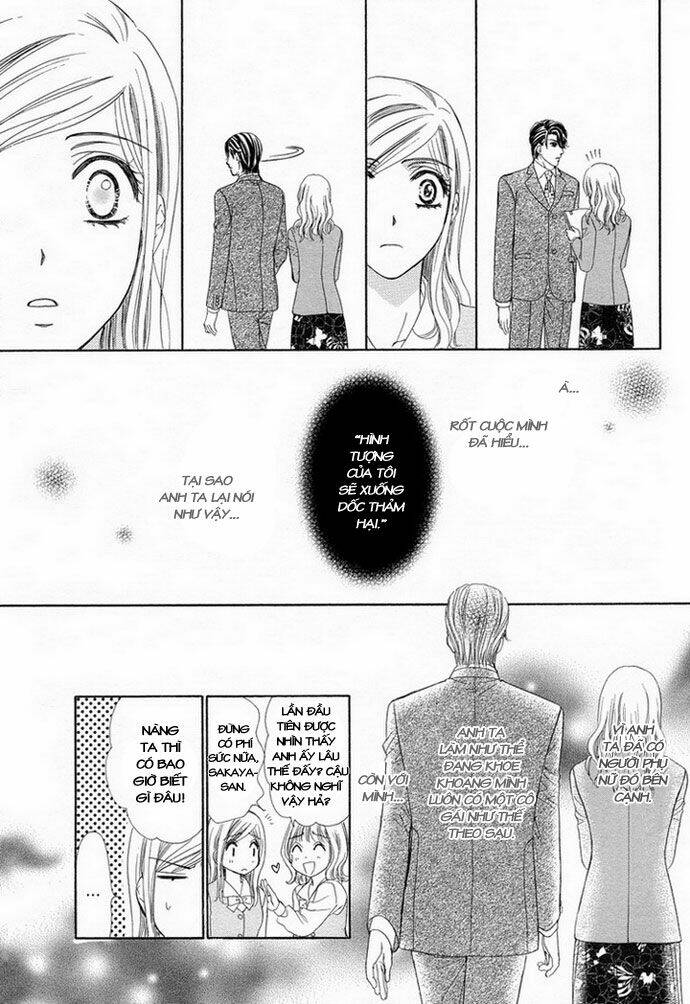 À...
RỐT CUỘC MÌNH
ĐÃ HIỂU...
"HÌNH
TƯỢNG
CỦA TÔI
SẼ XUỐNG
DỐC THẢM
HẠI."
TẠI SAO
ANH TA LẠI NÓI
NHƯ VẬY...
VÌ ANH
TA ĐÃ CÓ
NGƯỜI PHỤ
NỮ ĐÓ BÊN
CẠNH.
ANH TA
LÀM NHƯ THỂ
ĐANG KHOE
KHOANG MÌNH
LUÔN CÓ MỘT CÔ
GÁI NHƯ THẾ
THEO SAU.
CÒN VỚI
MÌNH...
LẦN ĐẦU
TIÊN ĐƯỢC
NHÌN THẤY
ANH ẤY LÂU
THẾ ĐẤY? CẬU
KHÔNG NGHĨ
VẬY HẢ?
ĐỪNG
CÓ PHÍ
SỨC NỮA,
SAKAYA-
SAN.
NÀNG
TA THÌ
CÓ BAO
GIỜ BIẾT
GÌ ĐÂU!
...